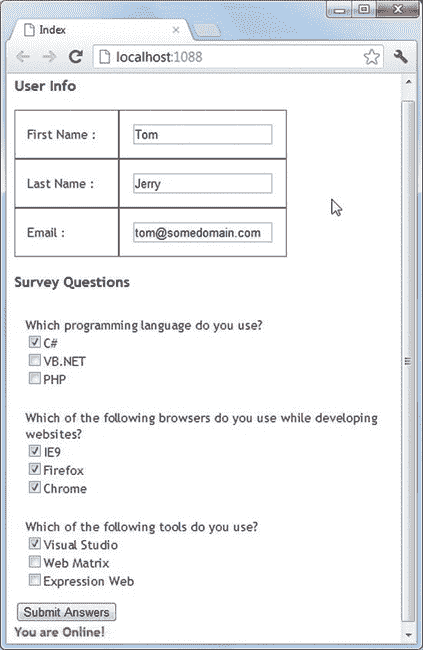 Index
localhost:1088
User Info
First Name : Tom
Last Name : Jerry
Email : tom@somedomain.com
Survey Questions
Which programming language do you use?
C#
VB.NET
PHP
Which of the following browsers do you use while developing
websites?
IE9
Firefox
Chrome
Which of the following tools do you use?
Visual Studio
Web Matrix
Expression Web
Submit Answers
You are Online!